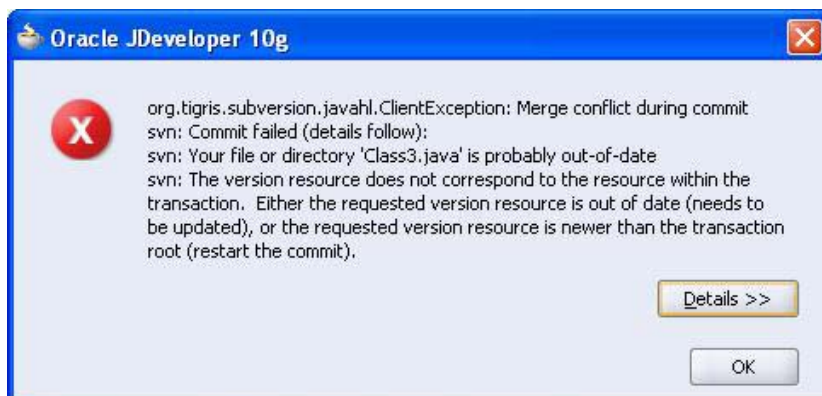 Oracle JDeveloper 10g
org.tigris.subversion.javahl.ClientException: Merge conflict during commit
svn: Commit failed (details follow):
svn: Your file or directory 'Class3.java' is probably out-of-date
svn: The version resource does not correspond to the resource within the
transaction.  Either the requested version resource is out of date (needs to
be updated), or the requested version resource is newer than the transaction
root (restart the commit).
Details >>
OK